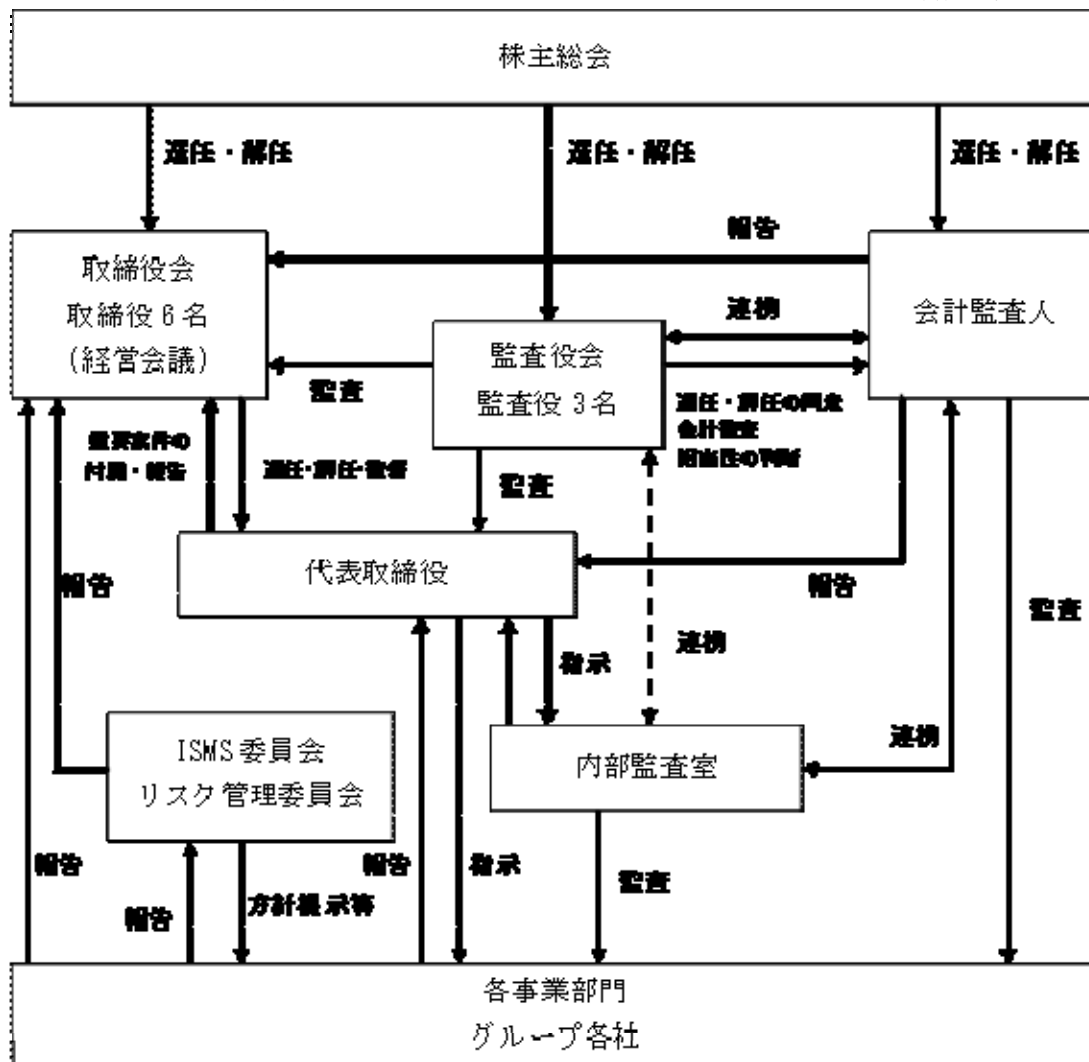 株主総会
選任・解任
選任・解任
選任・解任
報告
取締役会
取締役6名
(経営会議)
会計監査人
連携
監査役会
監査役3名
監査
選任・解任の同意
会計監査
相当性の判断
重要案件の
付議・報告
選任・解任・監督
監査
代表取締役
報告
報告
監査
連携
指示
ISMS委員会
リスク管理委員会
内部監査室
連携
報告
報告
指示
監査
報告
方針提示等
各事業部門
グループ各社